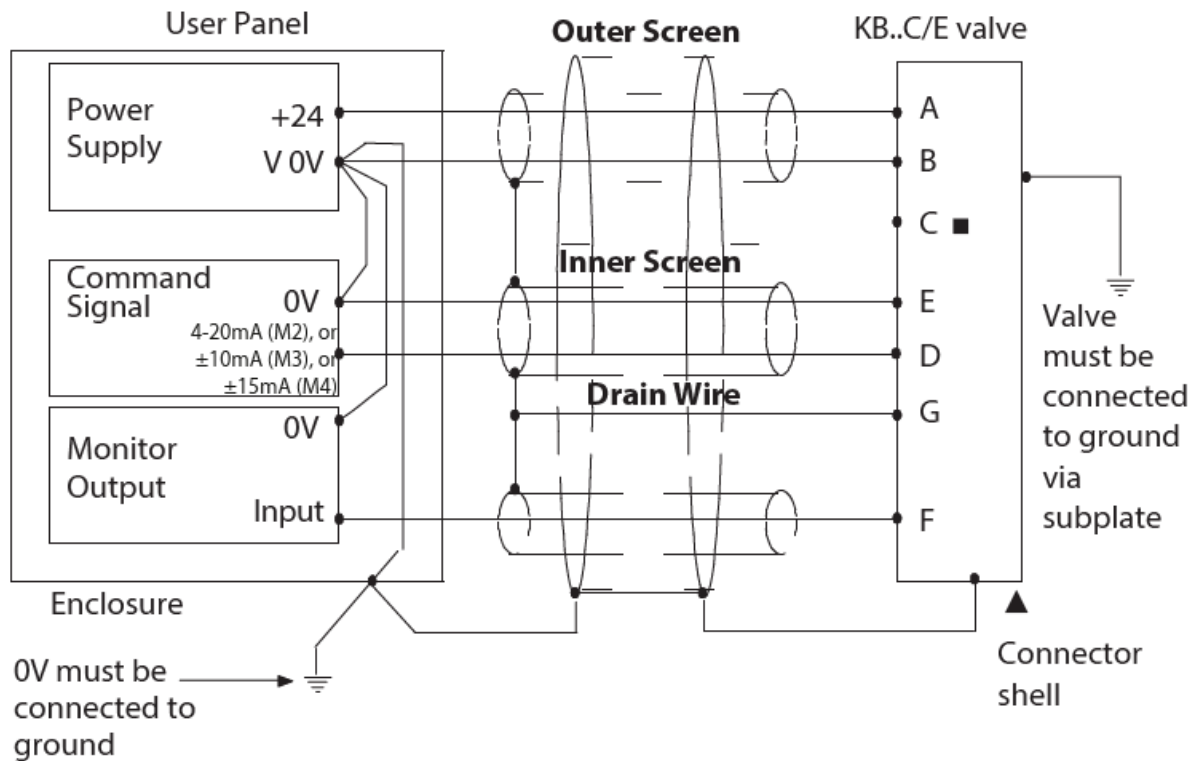 User Panel
Outer Screen
KB..C/E valve
Power
Supply
+24
V 0V
A
B
C ■
Inner Screen
Command
Signal
0V
4-20mA (M2), or
±10mA (M3), or
±15mA (M4)
E
D
Drain Wire
G
Monitor
Output
0V
Input
F
Valve
must be
connected
to ground
via
subplate
Enclosure
▲
Connector
shell
0V must be
connected to
ground